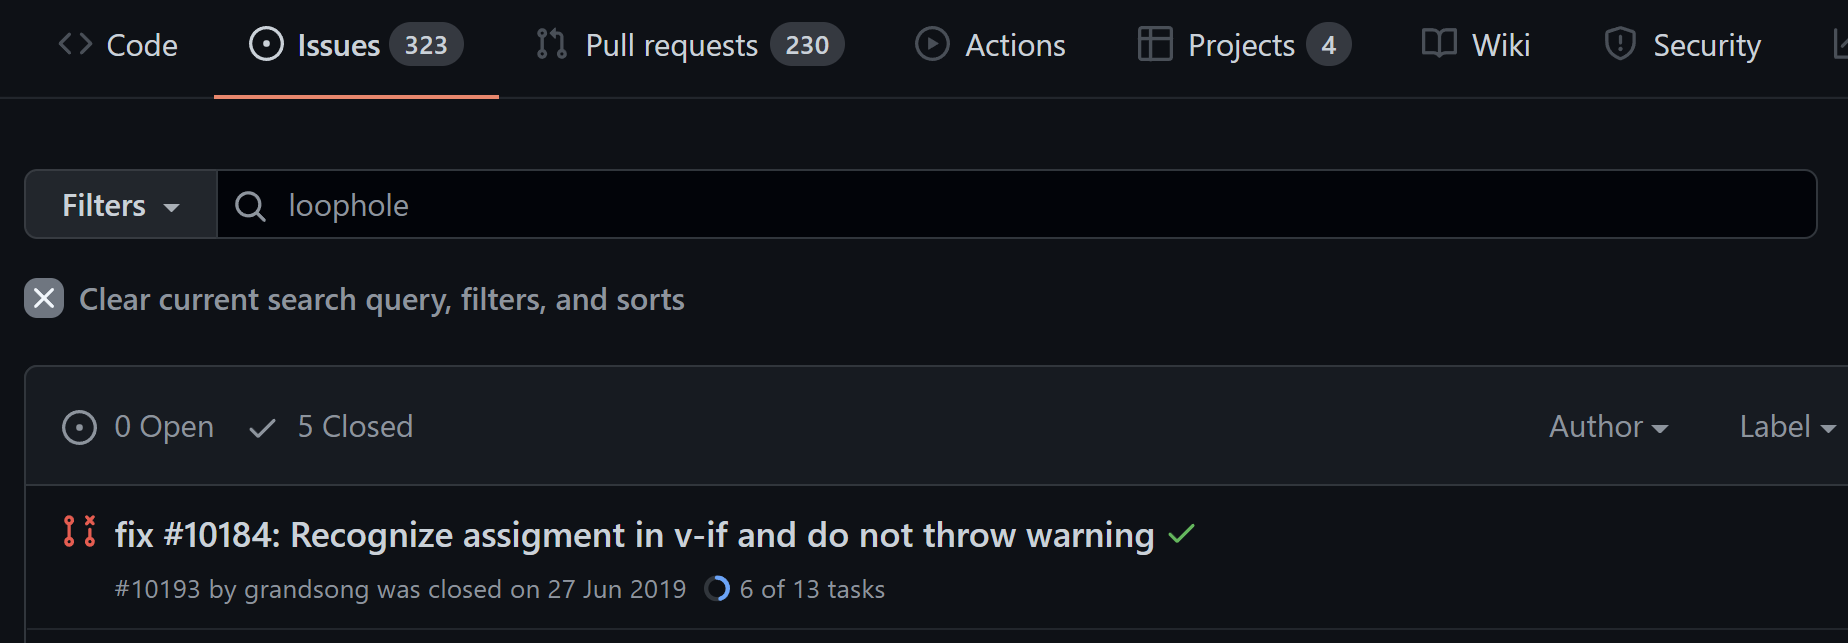 Code Issues 323 Pull requests 230 Actions Projects 4 Wiki Security
Filters loophole
Clear current search query, filters, and sorts
0 Open 5 Closed Author Label
fix #10184: Recognize assigment in v-if and do not throw warning
#10193 by grandsong was closed on 27 Jun 2019 6 of 13 tasks